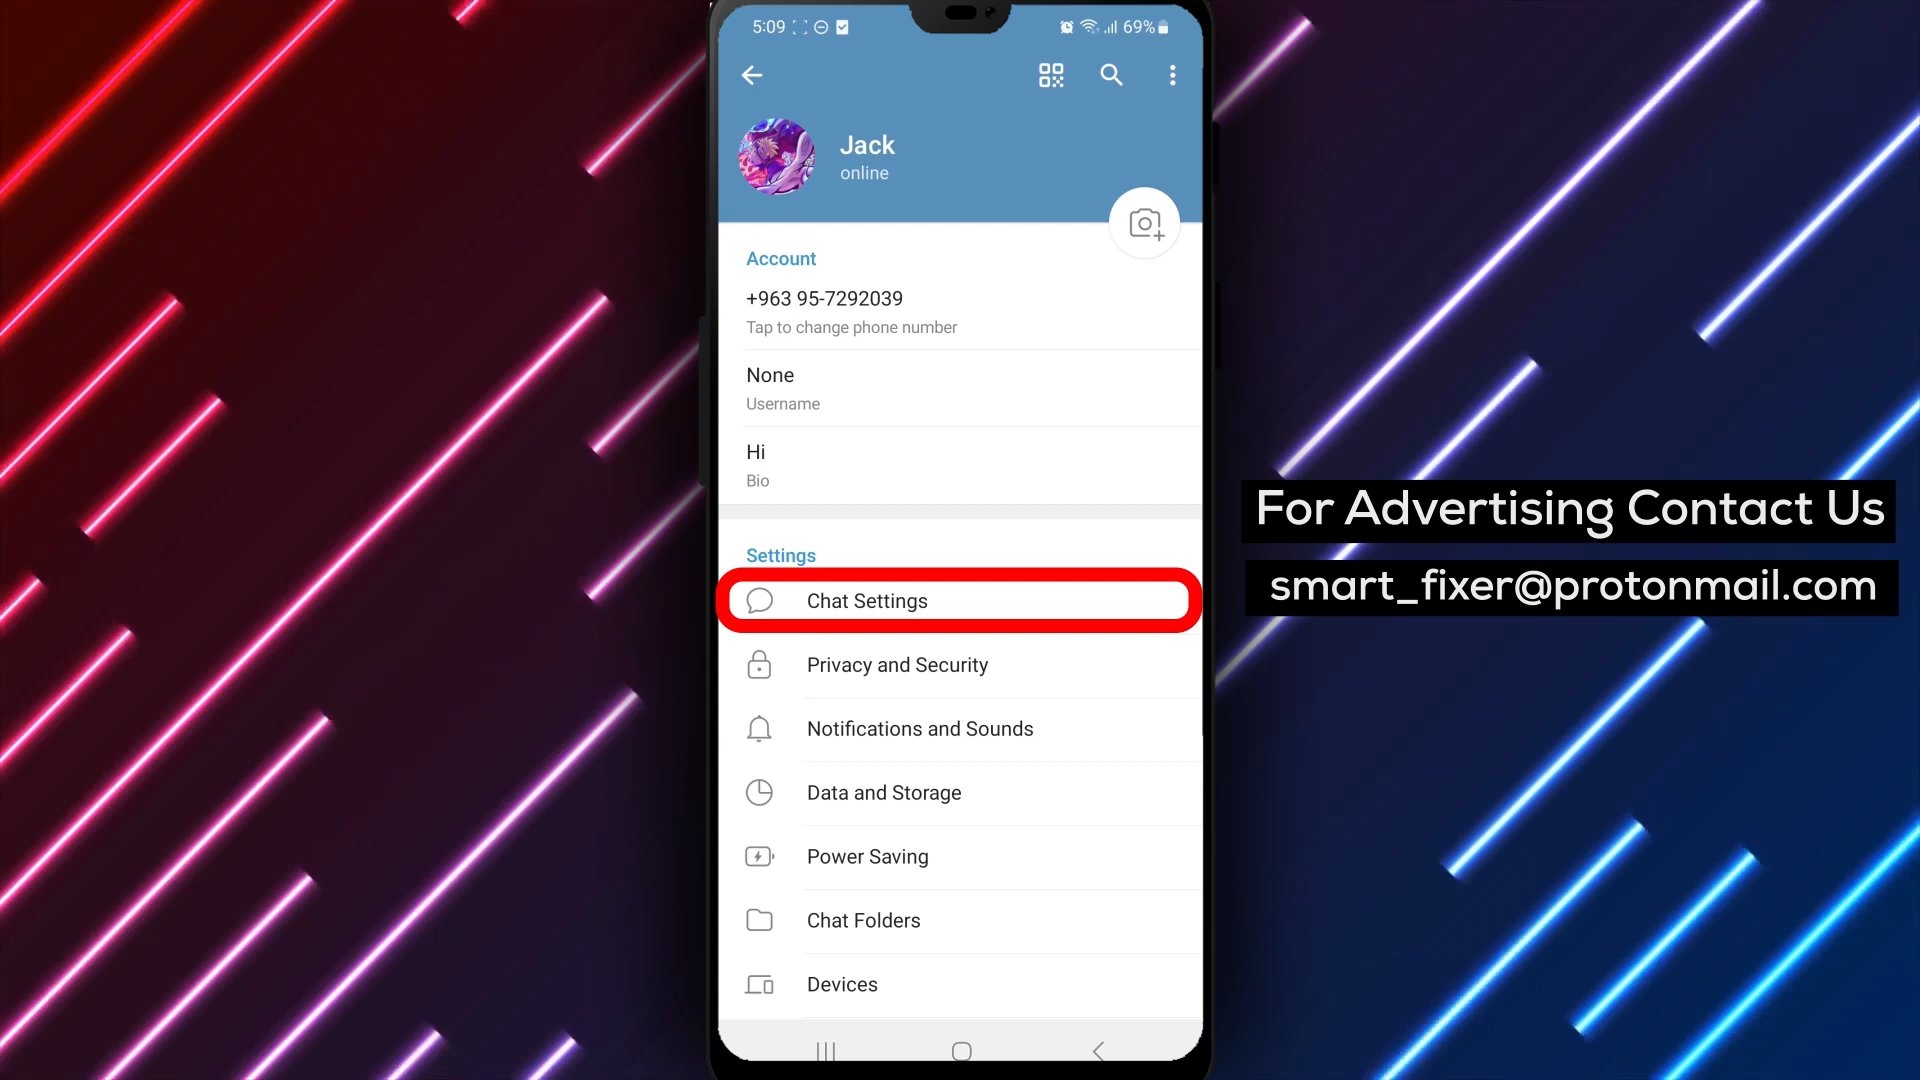 5:09 69%
Jack
online
Account
+963 95-7292039
Tap to change phone number
None
Username
Hi
Bio
Settings
Chat Settings
Privacy and Security
Notifications and Sounds
Data and Storage
Power Saving
Chat Folders
Devices
For Advertising Contact Us
smart_fixer@protonmail.com